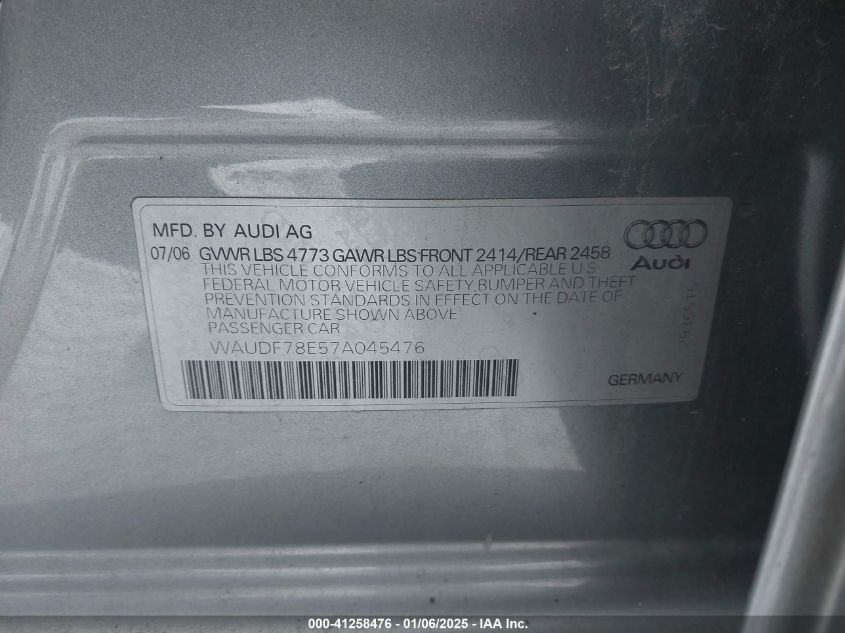 MFD. BY AUDI AG
07/06 GVWR LBS 4773 GAWR LBS FRONT 2414/REAR 2458
THIS VEHICLE CONFORMS TO ALL APPLICABLE U S
FEDERAL MOTOR VEHICLE SAFETY, BUMPER AND THEFT
PREVENTION STANDARDS IN EFFECT ON THE DATE OF
MANUFACTURE SHOWN ABOVE
PASSENGER CAR
WAUDF78E57A045476
Audi
GERMANY
000-41258476 - 01/06/2025 - IAA Inc.